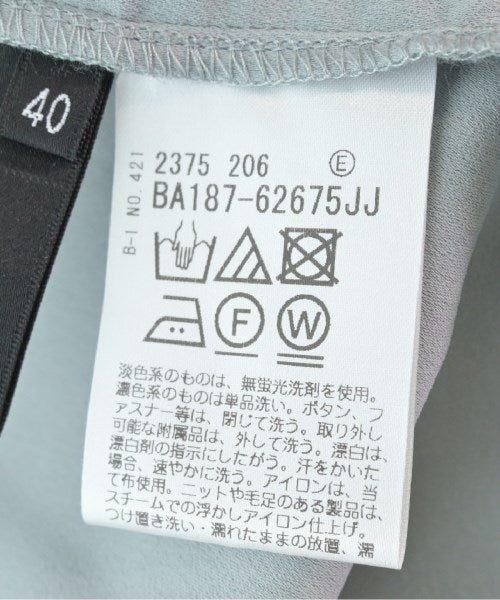 40
B-1 NO. 421
2375 206 Ⓔ
BA187-62675JJ
F W
淡色系のものは、無蛍光洗剤を使用。
濃色系のものは単品洗い。ボタン、フ
ァスナー等は、閉じて洗う。取り外し
可能な附属品は、外して洗う。漂白は、
漂白剤の指示にしたがう。汗をかいた
場合、速やかに洗う。アイロンは、当
て布使用。ニットや毛足のある製品は、
スチームでの浮かしアイロン仕上げ。
つけ置き洗い・濡れたままの放置、濡